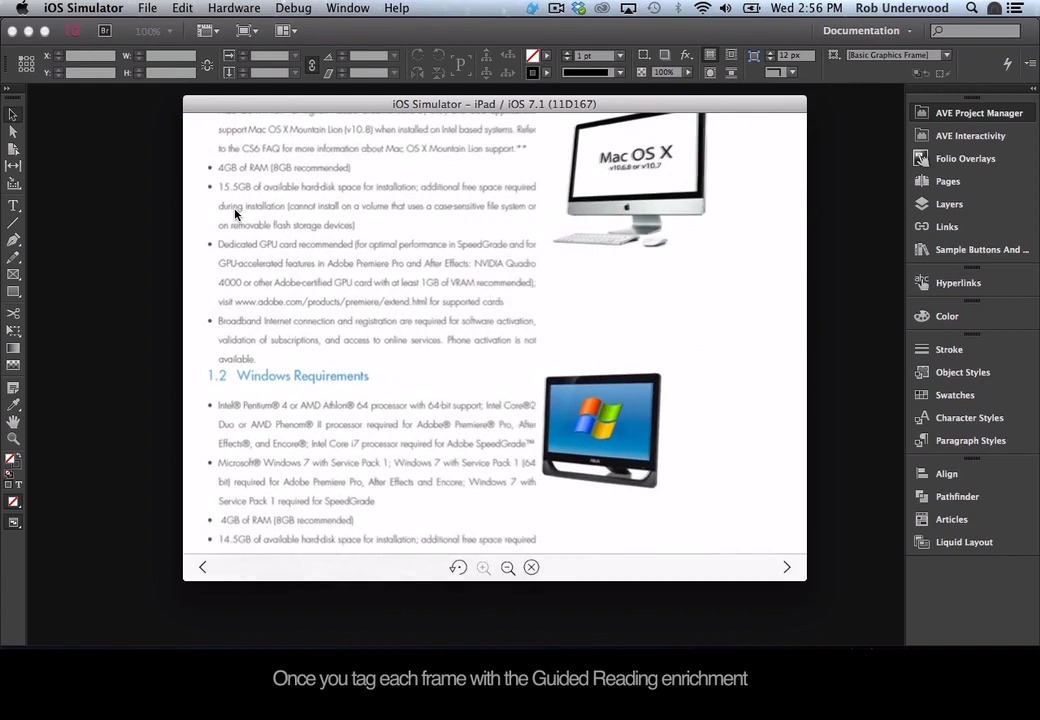 iOS Simulator File Edit Hardware Debug Window Help Wed 2:56 PM Rob Underwood
Br 100% Documentation
X: W: 1 pt 12 px [Basic Graphics Frame]
Y: H: P 100% fx.
iOS Simulator – iPad / iOS 7.1 (11D167)
support Mac OS X Mountain Lion (v10.8) when installed on Intel based systems. Refer
to the CS6 FAQ for more information about Mac OS X Mountain Lion support.**
• 4GB of RAM (8GB recommended)
• 15.5GB of available hard-disk space for installation; additional free space required
during installation (cannot install on a volume that uses a case-sensitive file system or
on removable flash storage devices)
• Dedicated GPU card recommended (for optimal performance in SpeedGrade and for
GPU-accelerated features in Adobe Premiere Pro and After Effects: NVIDIA Quadro
4000 or other Adobe-certified GPU card with at least 1GB of VRAM recommended);
visit www.adobe.com/products/premiere/extend.html for supported cards
• Broadband Internet connection and registration are required for software activation,
validation of subscriptions, and access to online services. Phone activation is not
available.
Mac OS X
v10.6.8 or v10.7
1.2 Windows Requirements
• Intel® Pentium® 4 or AMD Athlon® 64 processor with 64-bit support; Intel Core®2
Duo or AMD Phenom® II processor required for Adobe® Premiere® Pro, After
Effects®, and Encore®; Intel Core i7 processor required for Adobe SpeedGrade™
• Microsoft® Windows 7 with Service Pack 1; Windows 7 with Service Pack 1 (64
bit) required for Adobe Premiere Pro, After Effects and Encore; Windows 7 with
Service Pack 1 required for SpeedGrade
• 4GB of RAM (8GB recommended)
• 14.5GB of available hard-disk space for installation; additional free space required
AVE Project Manager
AVE Interactivity
Folio Overlays
Pages
Layers
Links
Sample Buttons And ...
Hyperlinks
Color
Stroke
Object Styles
Swatches
Character Styles
Paragraph Styles
Align
Pathfinder
Articles
Liquid Layout
Once you tag each frame with the Guided Reading enrichment